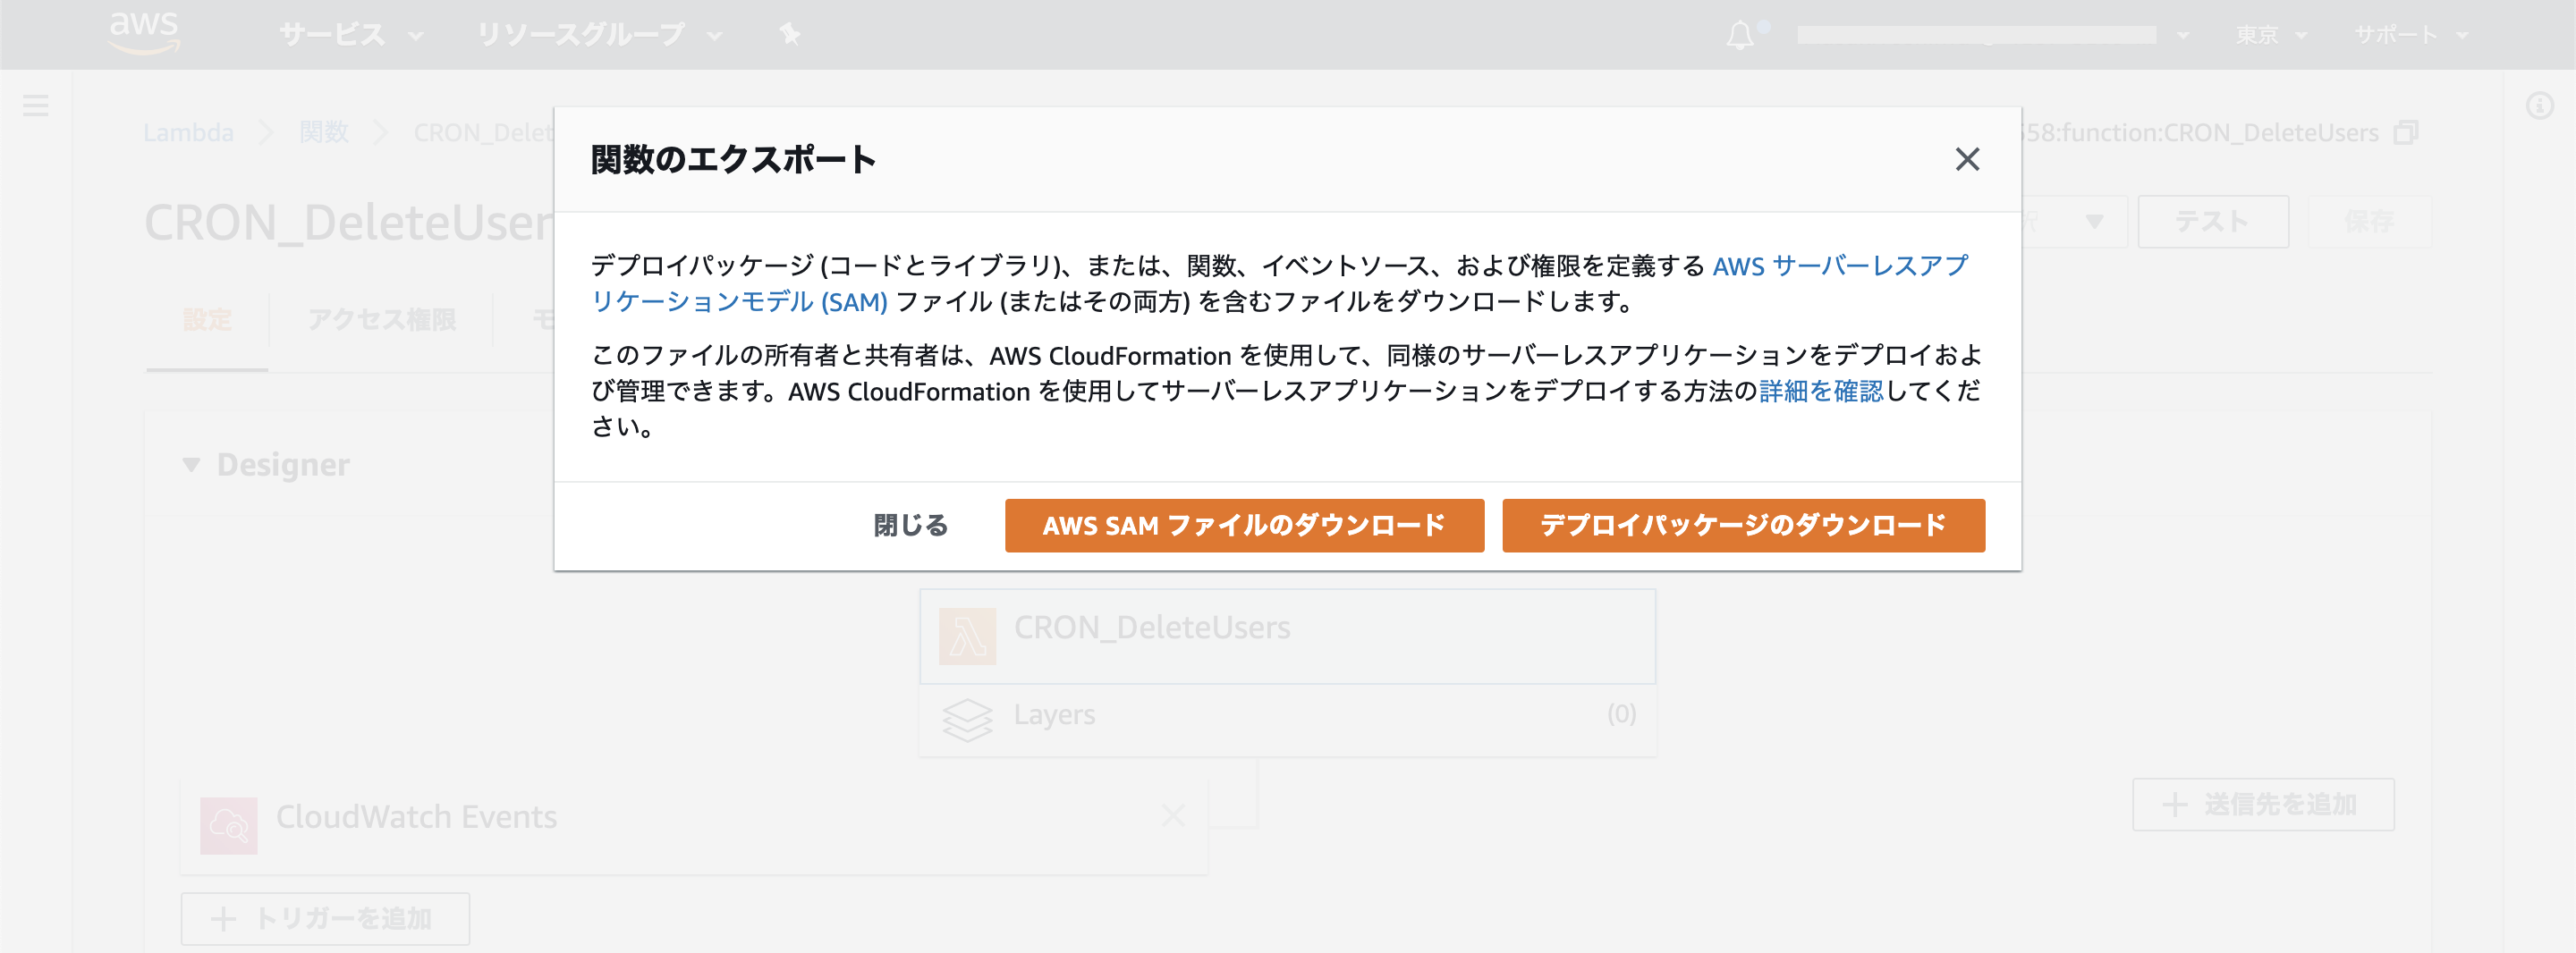 aws
サービス
リソースグループ
東京
サポート
Lambda
関数
CRON_Delet
58:function:CRON_DeleteUsers
関数のエクスポート
CRON_DeleteUser
テスト
保存
デプロイパッケージ (コードとライブラリ)、または、関数、イベントソース、および権限を定義する AWS サーバーレスアプ
リケーションモデル (SAM) ファイル (またはその両方) を含むファイルをダウンロードします。
設定
アクセス権限
モ
このファイルの所有者と共有者は、AWS CloudFormation を使用して、同様のサーバーレスアプリケーションをデプロイおよ
び管理できます。AWS CloudFormation を使用してサーバーレスアプリケーションをデプロイする方法の詳細を確認してくだ
さい。
Designer
閉じる
AWS SAM ファイルのダウンロード
デプロイパッケージのダウンロード
CRON_DeleteUsers
Layers
(0)
CloudWatch Events
送信先を追加
トリガーを追加